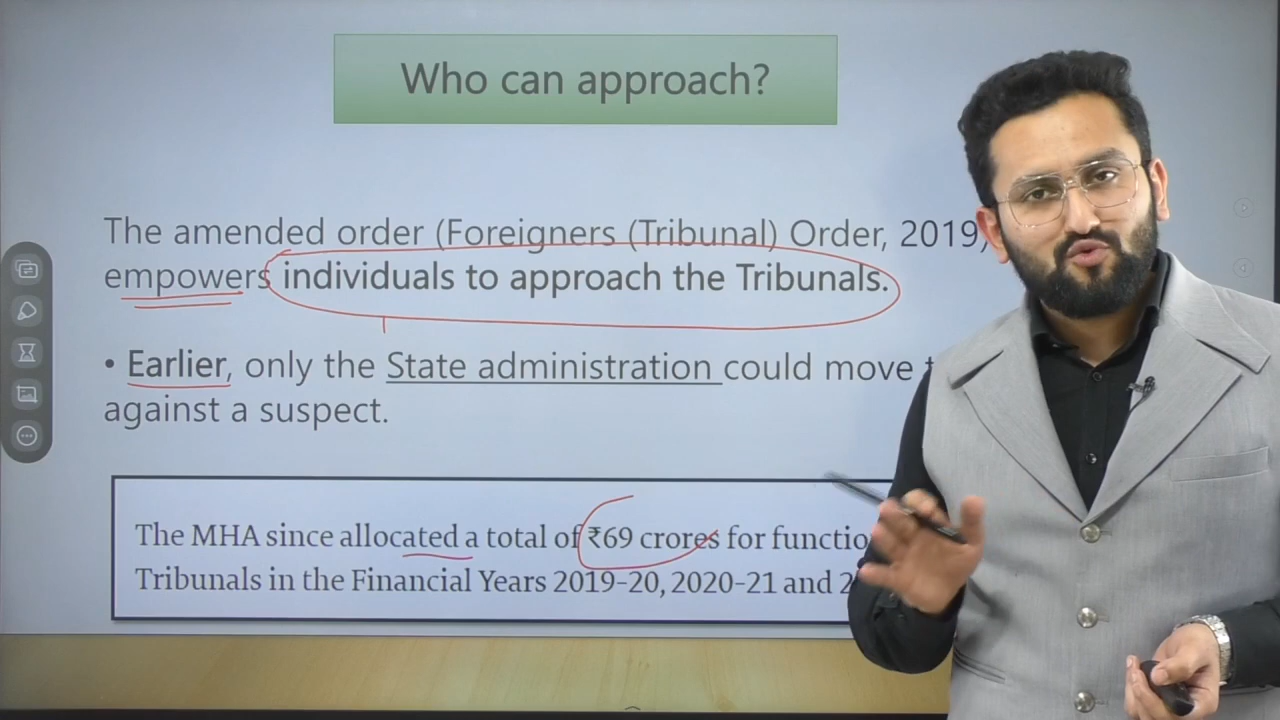 Who can approach?
The amended order (Foreigners (Tribunal) Order, 2019,
empowers individuals to approach the Tribunals.
• Earlier, only the State administration could move
against a suspect.
The MHA since allocated a total of ₹69 crores for
Tribunals in the Financial Years 2019-20, 2020-21 and